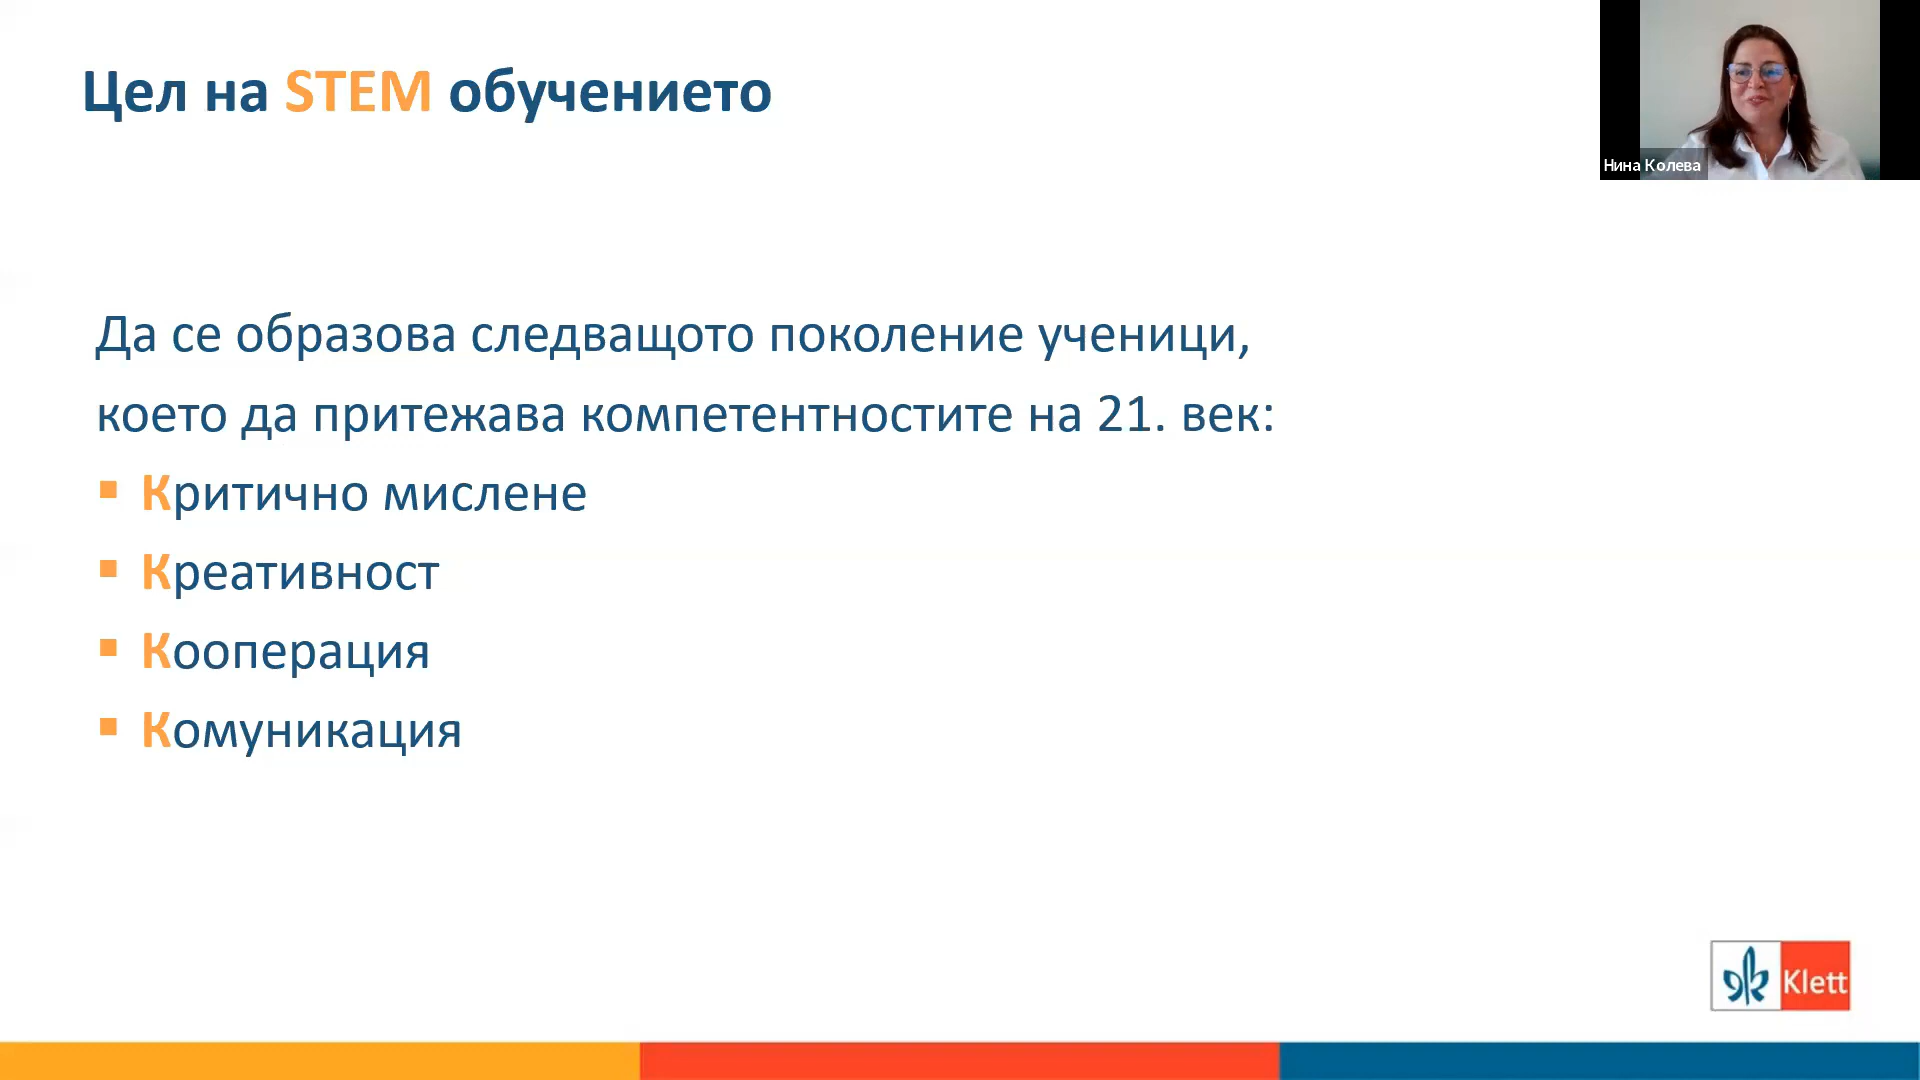 Цел на STEM обучението
Нина Колева
Да се образова следващото поколение ученици,
което да притежава компетентностите на 21. век:
▪ Критично мислене
▪ Креативност
▪ Кооперация
▪ Комуникация
Klett